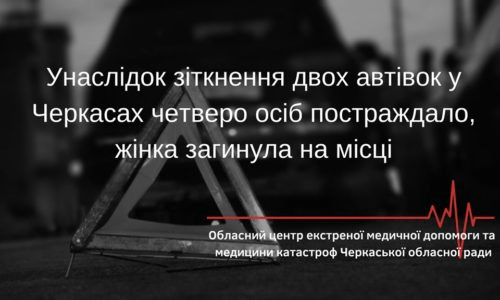 Унаслідок зіткнення двох автівок у
Черкасах четверо осіб постраждало,
жінка загинула на місці
Обласний центр екстреної медичної допомоги та
медицини катастроф Черкаської обласної ради